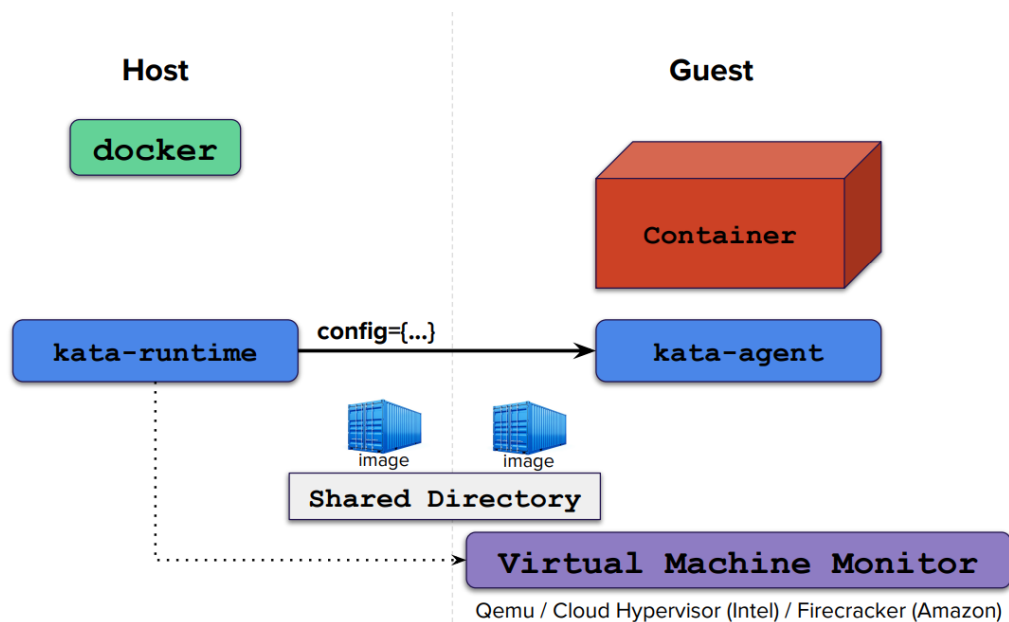 Host
Guest
docker
Container
kata-runtime
config={...}
kata-agent
image
image
Shared Directory
Virtual Machine Monitor
Qemu / Cloud Hypervisor (Intel) / Firecracker (Amazon)